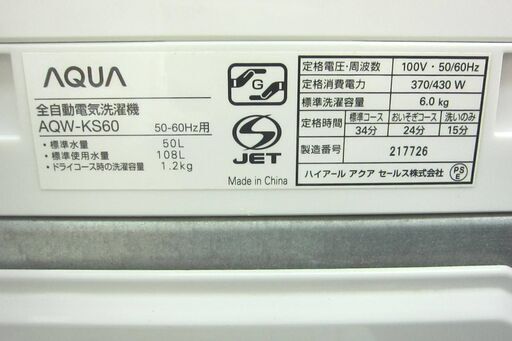 AQUA
全自動電気洗濯機
AQW-KS60 50-60Hz用
・標準水量 50L
・標準使用水量 108L
・ドライコース時の洗濯容量 1.2kg
G
S
JET
Made in China
定格電圧・周波数 100V・50/60Hz
定格消費電力 370/430 W
標準洗濯容量 6.0 kg
定格時間 標準コース おいそぎコース 洗いのみ
34分 24分 15分
製造番号 217726
ハイアール アクア セールス株式会社
PS
E